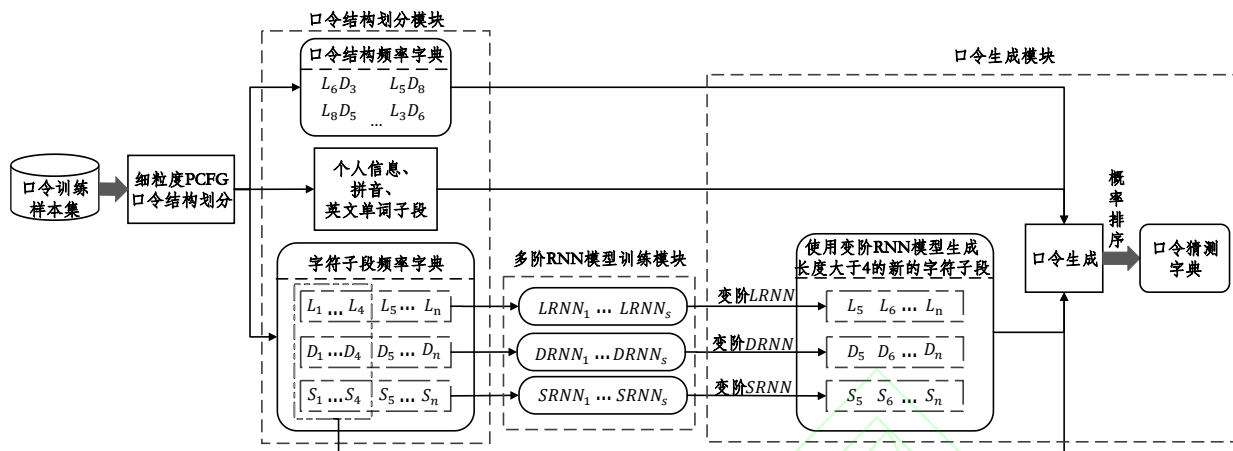 口令结构划分模块
口令结构频率字典
L₆D₃ L₅D₈
L₈D₅ ... L₃D₆
口令生成模块
口令训练
样本集
细粒度PCFG
口令结构划分
个人信息、
拼音、
英文单词子段
概率排序
口令生成
口令猜测
字典
字符子段频率字典
L₁ ... L₄ L₅ ... Lₙ
D₁ ... D₄ D₅ ... Dₙ
S₁ ... S₄ S₅ ... Sₙ
多阶RNN模型训练模块
LRNN₁ ... LRNNₛ
DRNN₁ ... DRNNₛ
SRNN₁ ... SRNNₛ
变阶LRNN
变阶DRNN
变阶SRNN
使用变阶RNN模型生成
长度大于4的新的字符子段
L₅ L₆ ... Lₙ
D₅ D₆ ... Dₙ
S₅ S₆ ... Sₙ